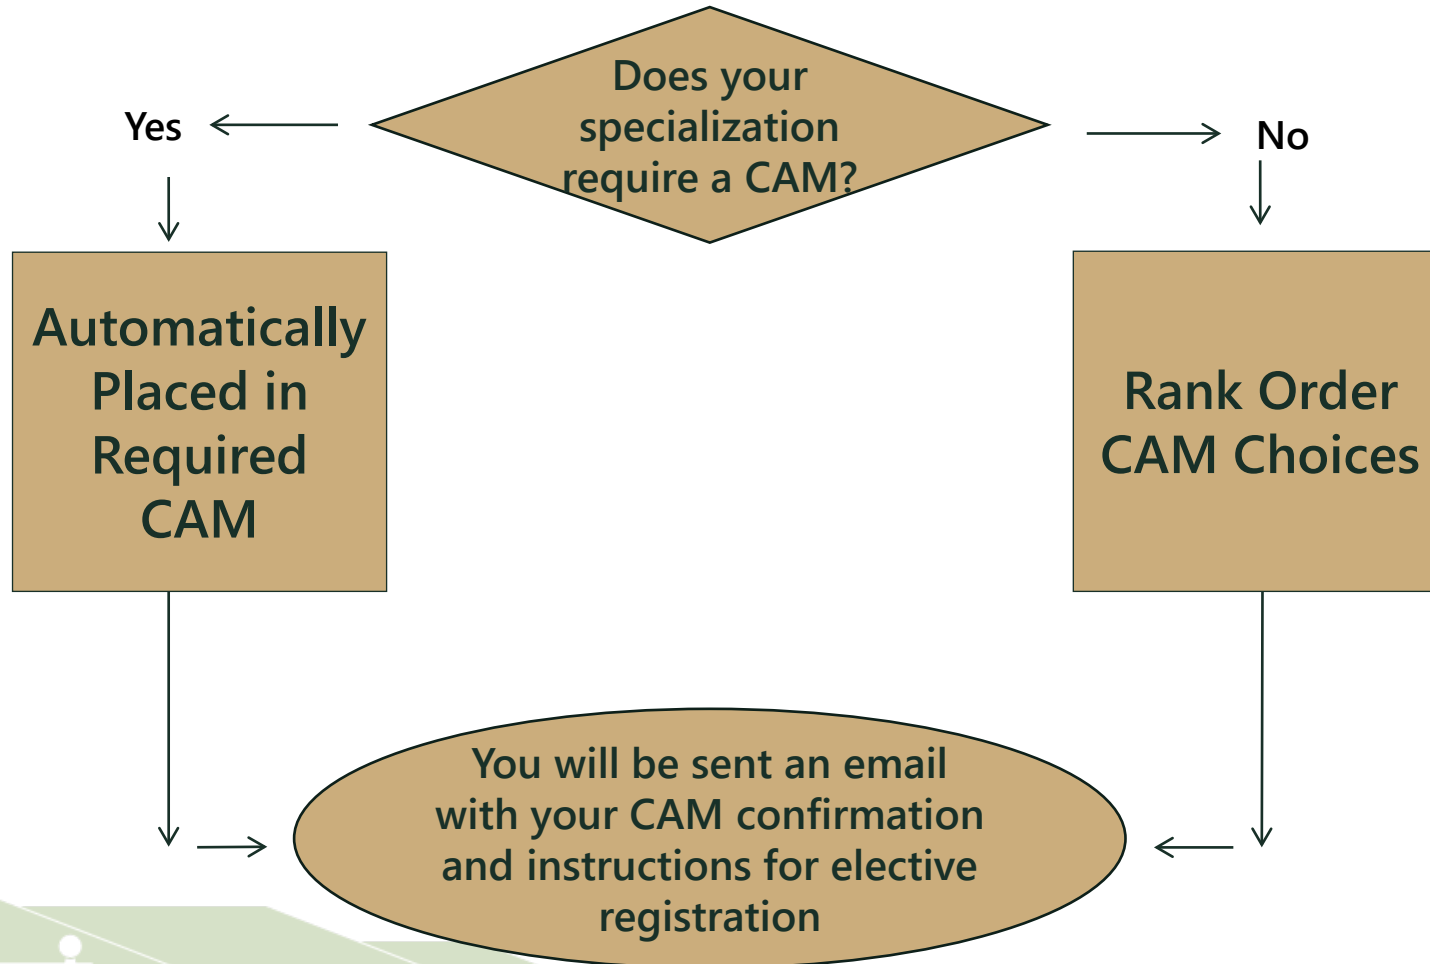 Does your
specialization
require a CAM?
Yes
No
Automatically
Placed in
Required
CAM
Rank Order
CAM Choices
You will be sent an email
with your CAM confirmation
and instructions for elective
registration